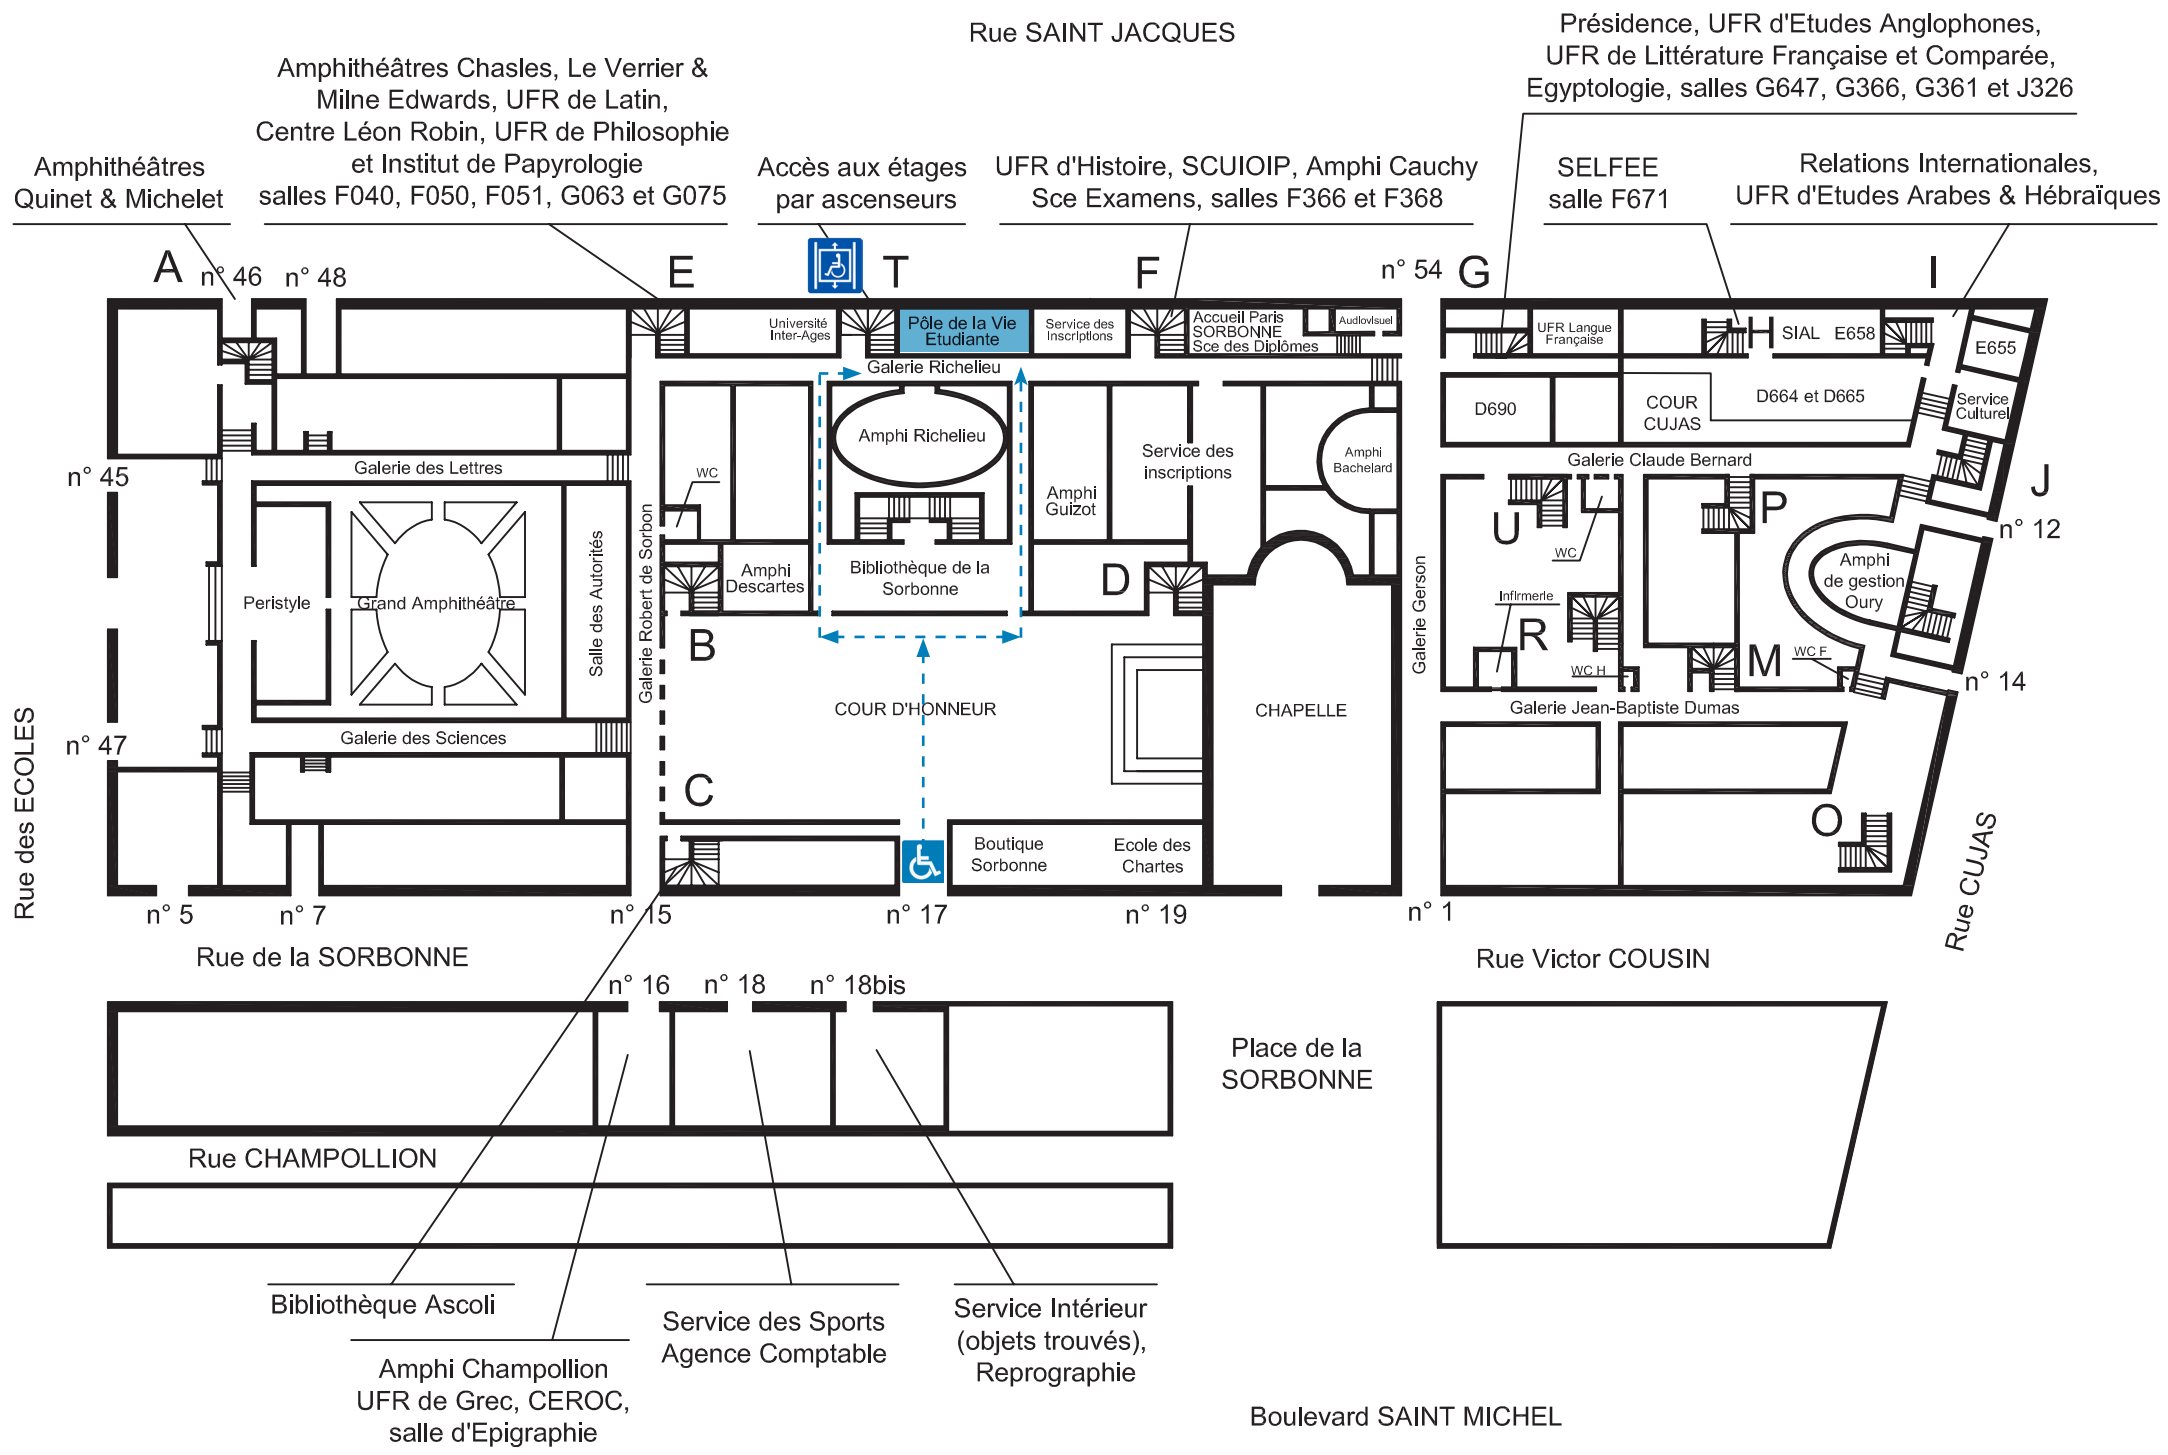 Rue SAINT JACQUES
Présidence, UFR d'Etudes Anglophones,
UFR de Littérature Française et Comparée,
Egyptologie, salles G647, G366, G361 et J326
Amphithéâtres Chasles, Le Verrier &
Milne Edwards, UFR de Latin,
Centre Léon Robin, UFR de Philosophie
et Institut de Papyrologie
salles F040, F050, F051, G063 et G075
Amphithéâtres
Quinet & Michelet
Accès aux étages
par ascenseurs
UFR d'Histoire, SCUIOIP, Amphi Cauchy
Sce Examens, salles F366 et F368
SELFEE
salle F671
Relations Internationales,
UFR d'Etudes Arabes & Hébraïques
A
n° 46
n° 48
E
T
F
n° 54
G
I
Université
Inter-Ages
Pôle de la Vie
Etudiante
Service des
Inscriptions
Accueil Paris
SORBONNE
Sce des Diplômes
Audiovisuel
UFR Langue
Française
SIAL
E658
E655
Galerie Richelieu
D690
COUR
CUJAS
D664 et D665
Service
Culturel
Amphi Richelieu
Service des
inscriptions
Amphi
Bachelard
Galerie des Lettres
WC
Galerie Claude Bernard
n° 45
Amphi
Guizot
J
U
P
n° 12
WC
Amphi
de gestion
Oury
Peristyle
Grand Amphithéâtre
Salle des Autorités
Galerie Robert de Sorbon
Amphi
Descartes
Bibliothèque de la
Sorbonne
D
Galerie Gerson
Infirmerie
B
R
M
WC H
WC F
n° 14
COUR D'HONNEUR
CHAPELLE
Galerie Jean-Baptiste Dumas
Galerie des Sciences
n° 47
Rue des ECOLES
C
O
Boutique
Sorbonne
Ecole des
Chartes
Rue CUJAS
n° 5
n° 7
n° 15
n° 17
n° 19
n° 1
Rue de la SORBONNE
Rue Victor COUSIN
n° 16
n° 18
n° 18bis
Place de la
SORBONNE
Rue CHAMPOLLION
Bibliothèque Ascoli
Amphi Champollion
UFR de Grec, CEROC,
salle d'Epigraphie
Service des Sports
Agence Comptable
Service Intérieur
(objets trouvés),
Reprographie
Boulevard SAINT MICHEL